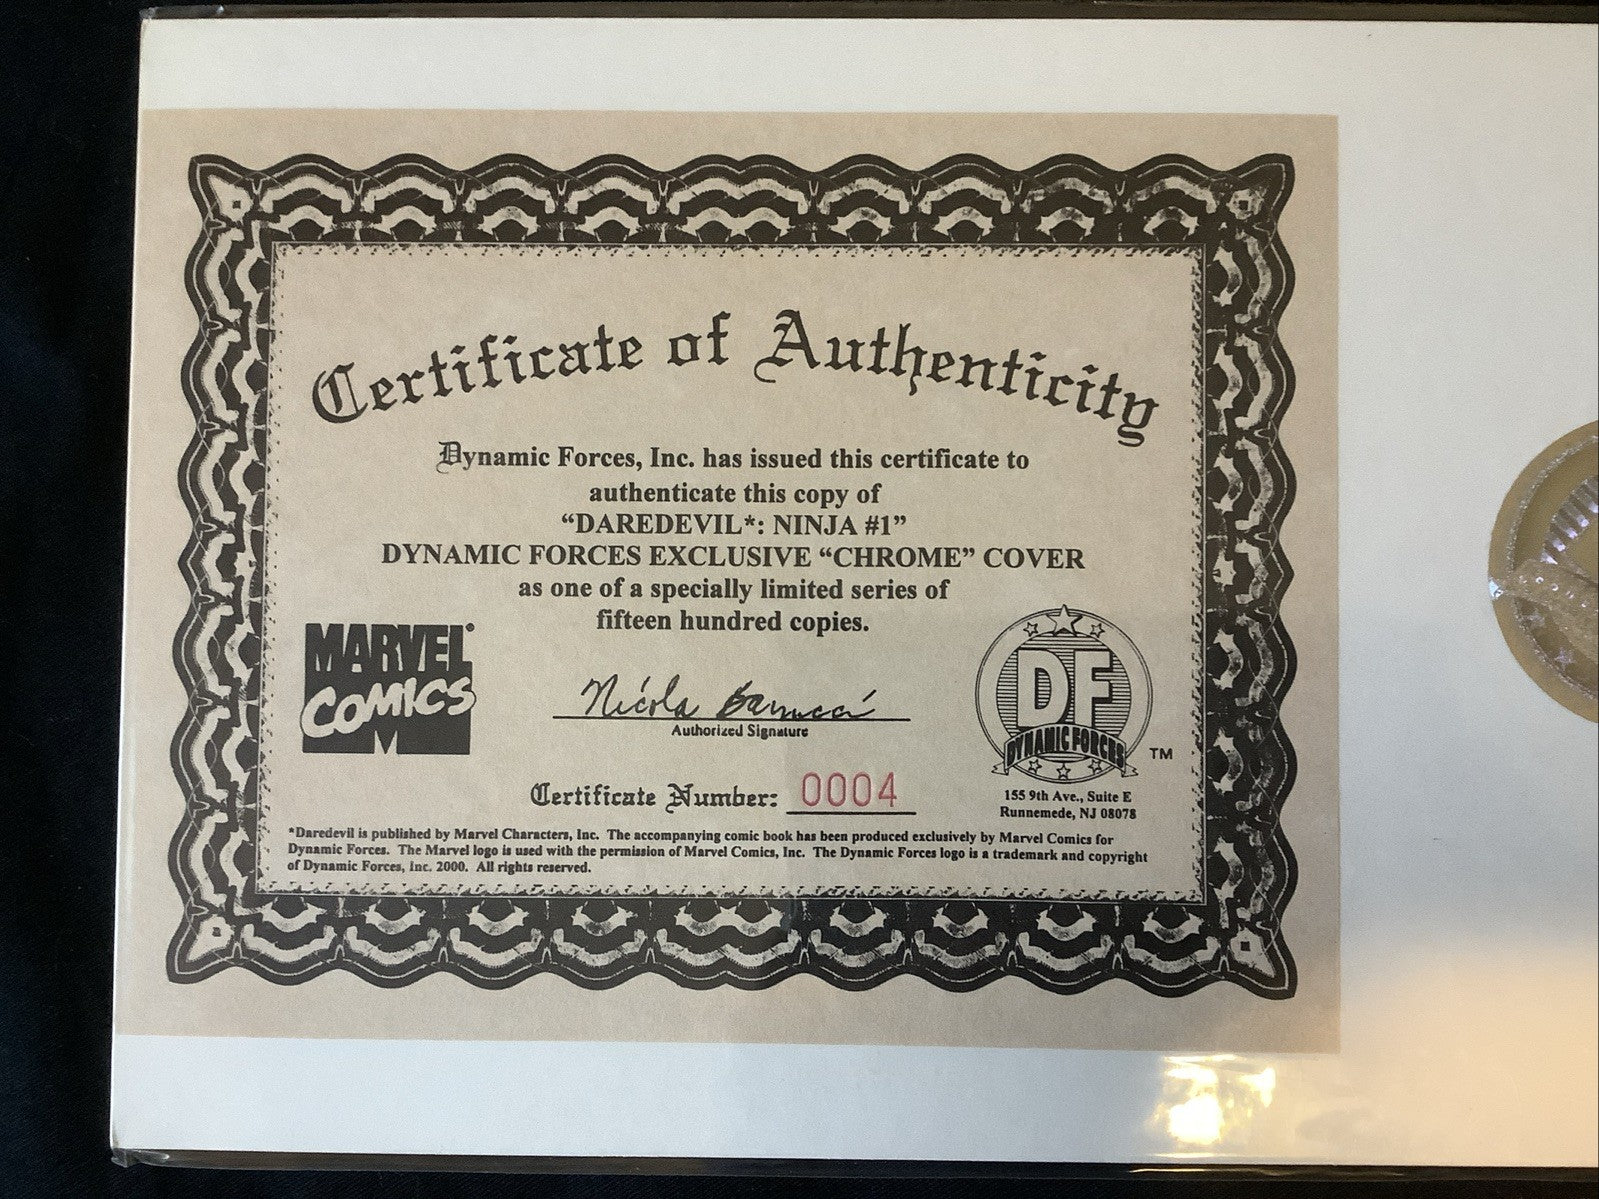 Certificate of Authenticity
Dynamic Forces, Inc. has issued this certificate to
authenticate this copy of
“DAREDEVIL*: NINJA #1”
DYNAMIC FORCES EXCLUSIVE “CHROME” COVER
as one of a specially limited series of
fifteen hundred copies.
MARVEL®
COMICS
M
Nicola Barrucci
Authorized Signature
DF
DYNAMIC FORCES
TM
Certificate Number: 0004
155 9th Ave., Suite E
Runnemede, NJ 08078
*Daredevil is published by Marvel Characters, Inc. The accompanying comic book has been produced exclusively by Marvel Comics for
Dynamic Forces. The Marvel logo is used with the permission of Marvel Comics, Inc. The Dynamic Forces logo is a trademark and copyright
of Dynamic Forces, Inc. 2000. All rights reserved.